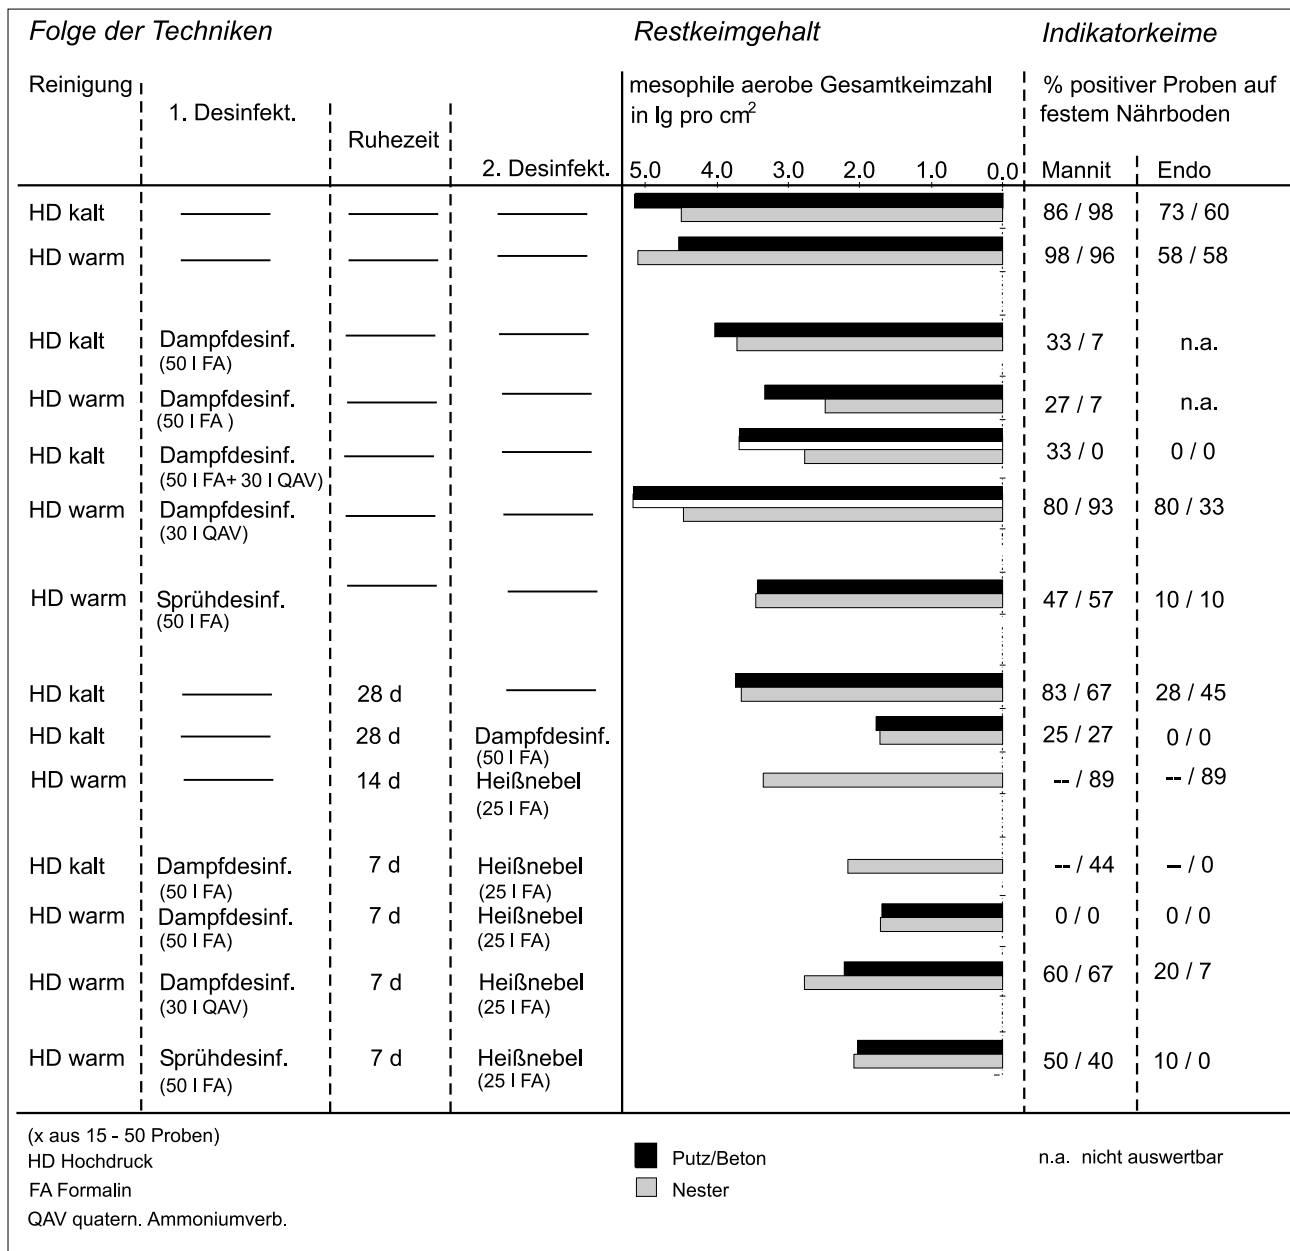 Folge der Techniken Restkeimgehalt Indikatorkeime
Reinigung
1. Desinfekt.
Ruhezeit
2. Desinfekt.
mesophile aerobe Gesamtkeimzahl
in lg pro cm²
% positiver Proben auf
festem Nährboden
5.0 4.0 3.0 2.0 1.0 0.0 Mannit Endo
HD kalt 86 / 98 73 / 60
HD warm 98 / 96 58 / 58
HD kalt Dampfdesinf. 33 / 7 n.a.
(50 l FA)
HD warm Dampfdesinf. 27 / 7 n.a.
(50 l FA )
HD kalt Dampfdesinf. 33 / 0 0 / 0
(50 l FA+ 30 l QAV)
HD warm Dampfdesinf. 80 / 93 80 / 33
(30 l QAV)
HD warm Sprühdesinf. 47 / 57 10 / 10
(50 l FA)
HD kalt 28 d 83 / 67 28 / 45
HD kalt 28 d Dampfdesinf. 25 / 27 0 / 0
(50 l FA)
HD warm 14 d Heißnebel -- / 89 -- / 89
(25 l FA)
HD kalt Dampfdesinf. 7 d Heißnebel -- / 44 – / 0
(50 l FA) (25 l FA)
HD warm Dampfdesinf. 7 d Heißnebel 0 / 0 0 / 0
(50 l FA) (25 l FA)
HD warm Dampfdesinf. 7 d Heißnebel 60 / 67 20 / 7
(30 l QAV) (25 l FA)
HD warm Sprühdesinf. 7 d Heißnebel 50 / 40 10 / 0
(50 l FA) (25 l FA)
(x aus 15 - 50 Proben)
HD Hochdruck
FA Formalin
QAV quatern. Ammoniumverb.
Putz/Beton
Nester
n.a. nicht auswertbar